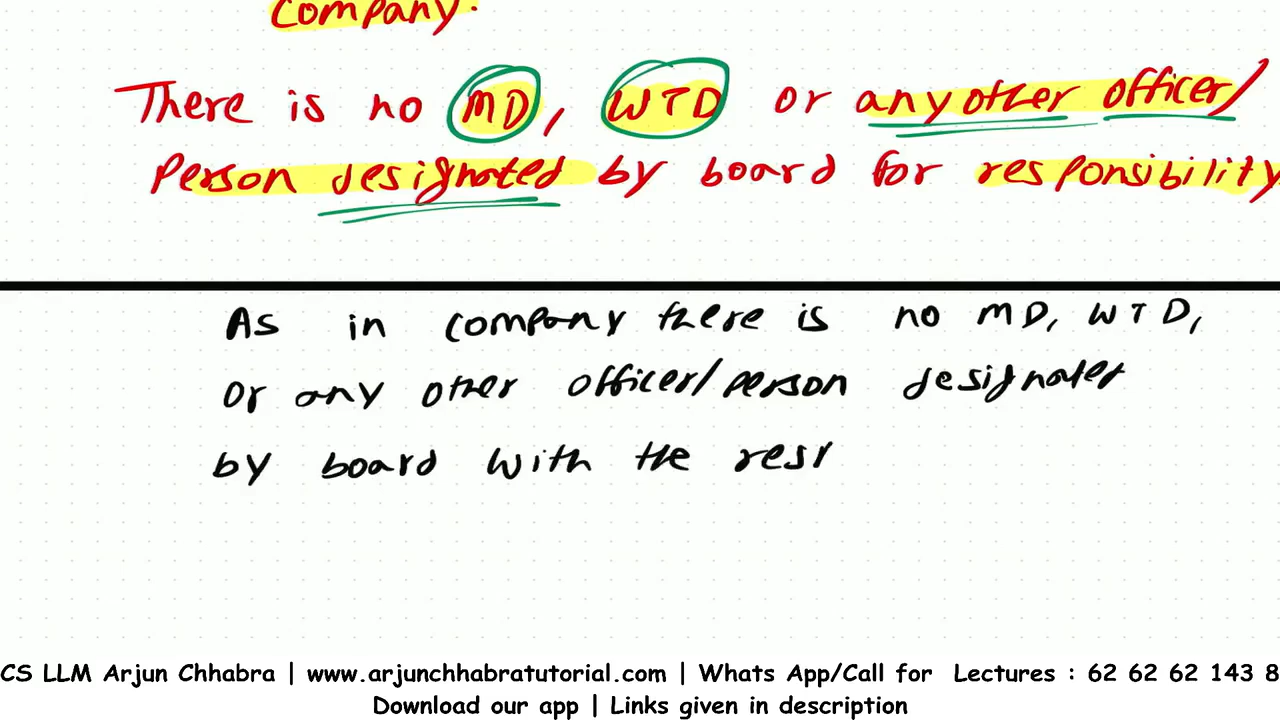 Company.
There is no MD, WTD or any other officer/
Person designated by board for responsibility
As in company there is no MD, WTD,
or any other officer/person designated
by board with the resp
CS LLM Arjun Chhabra | www.arjunchhabratutorial.com | Whats App/Call for Lectures : 62 62 62 143 8
Download our app | Links given in description